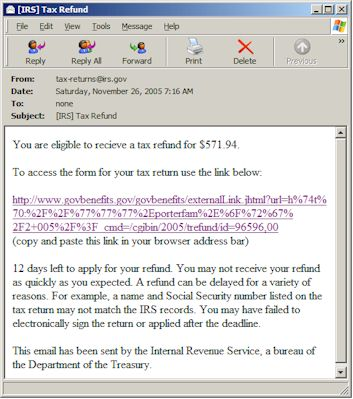 [IRS] Tax Refund
File Edit View Tools Message Help
Reply Reply All Forward Print Delete Previous »
From: tax-returns@irs.gov
Date: Saturday, November 26, 2005 7:16 AM
To: none
Subject: [IRS] Tax Refund
You are eligible to recieve a tax refund for $571.94.
To access the form for your tax return use the link below:
http://www.govbenefits.gov/govbenefits/externalLink.jhtml?url=h%74t%
70:%2F%2F%77%77%77%2Eporterfam%2E%6F%72%67%
2F2+005%2F%3F_cmd=/cgibin/2005/trefund/id=96596,00
(copy and paste this link in your browser address bar)
12 days left to apply for your refund. You may not receive your refund
as quickly as you expected. A refund can be delayed for a variety of
reasons. For example, a name and Social Security number listed on
the tax return may not match the IRS records. You may have failed to
electronically sign the return or applied after the deadline.
This email has been sent by the Internal Revenue Service, a bureau of
the Department of the Treasury.